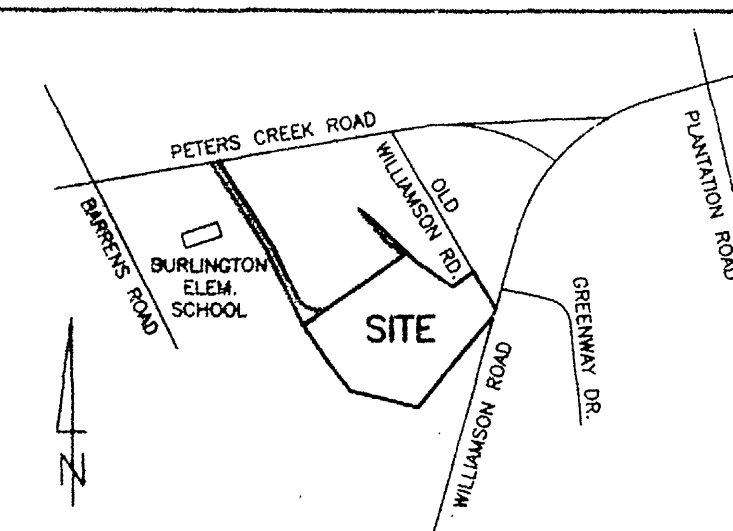 PETERS CREEK ROAD
PLANTATION ROAD
OLD
WILLIAMSON RD.
BARRENS ROAD
BURLINGTON
ELEM.
SCHOOL
SITE
GREENWAY DR.
WILLIAMSON ROAD
N